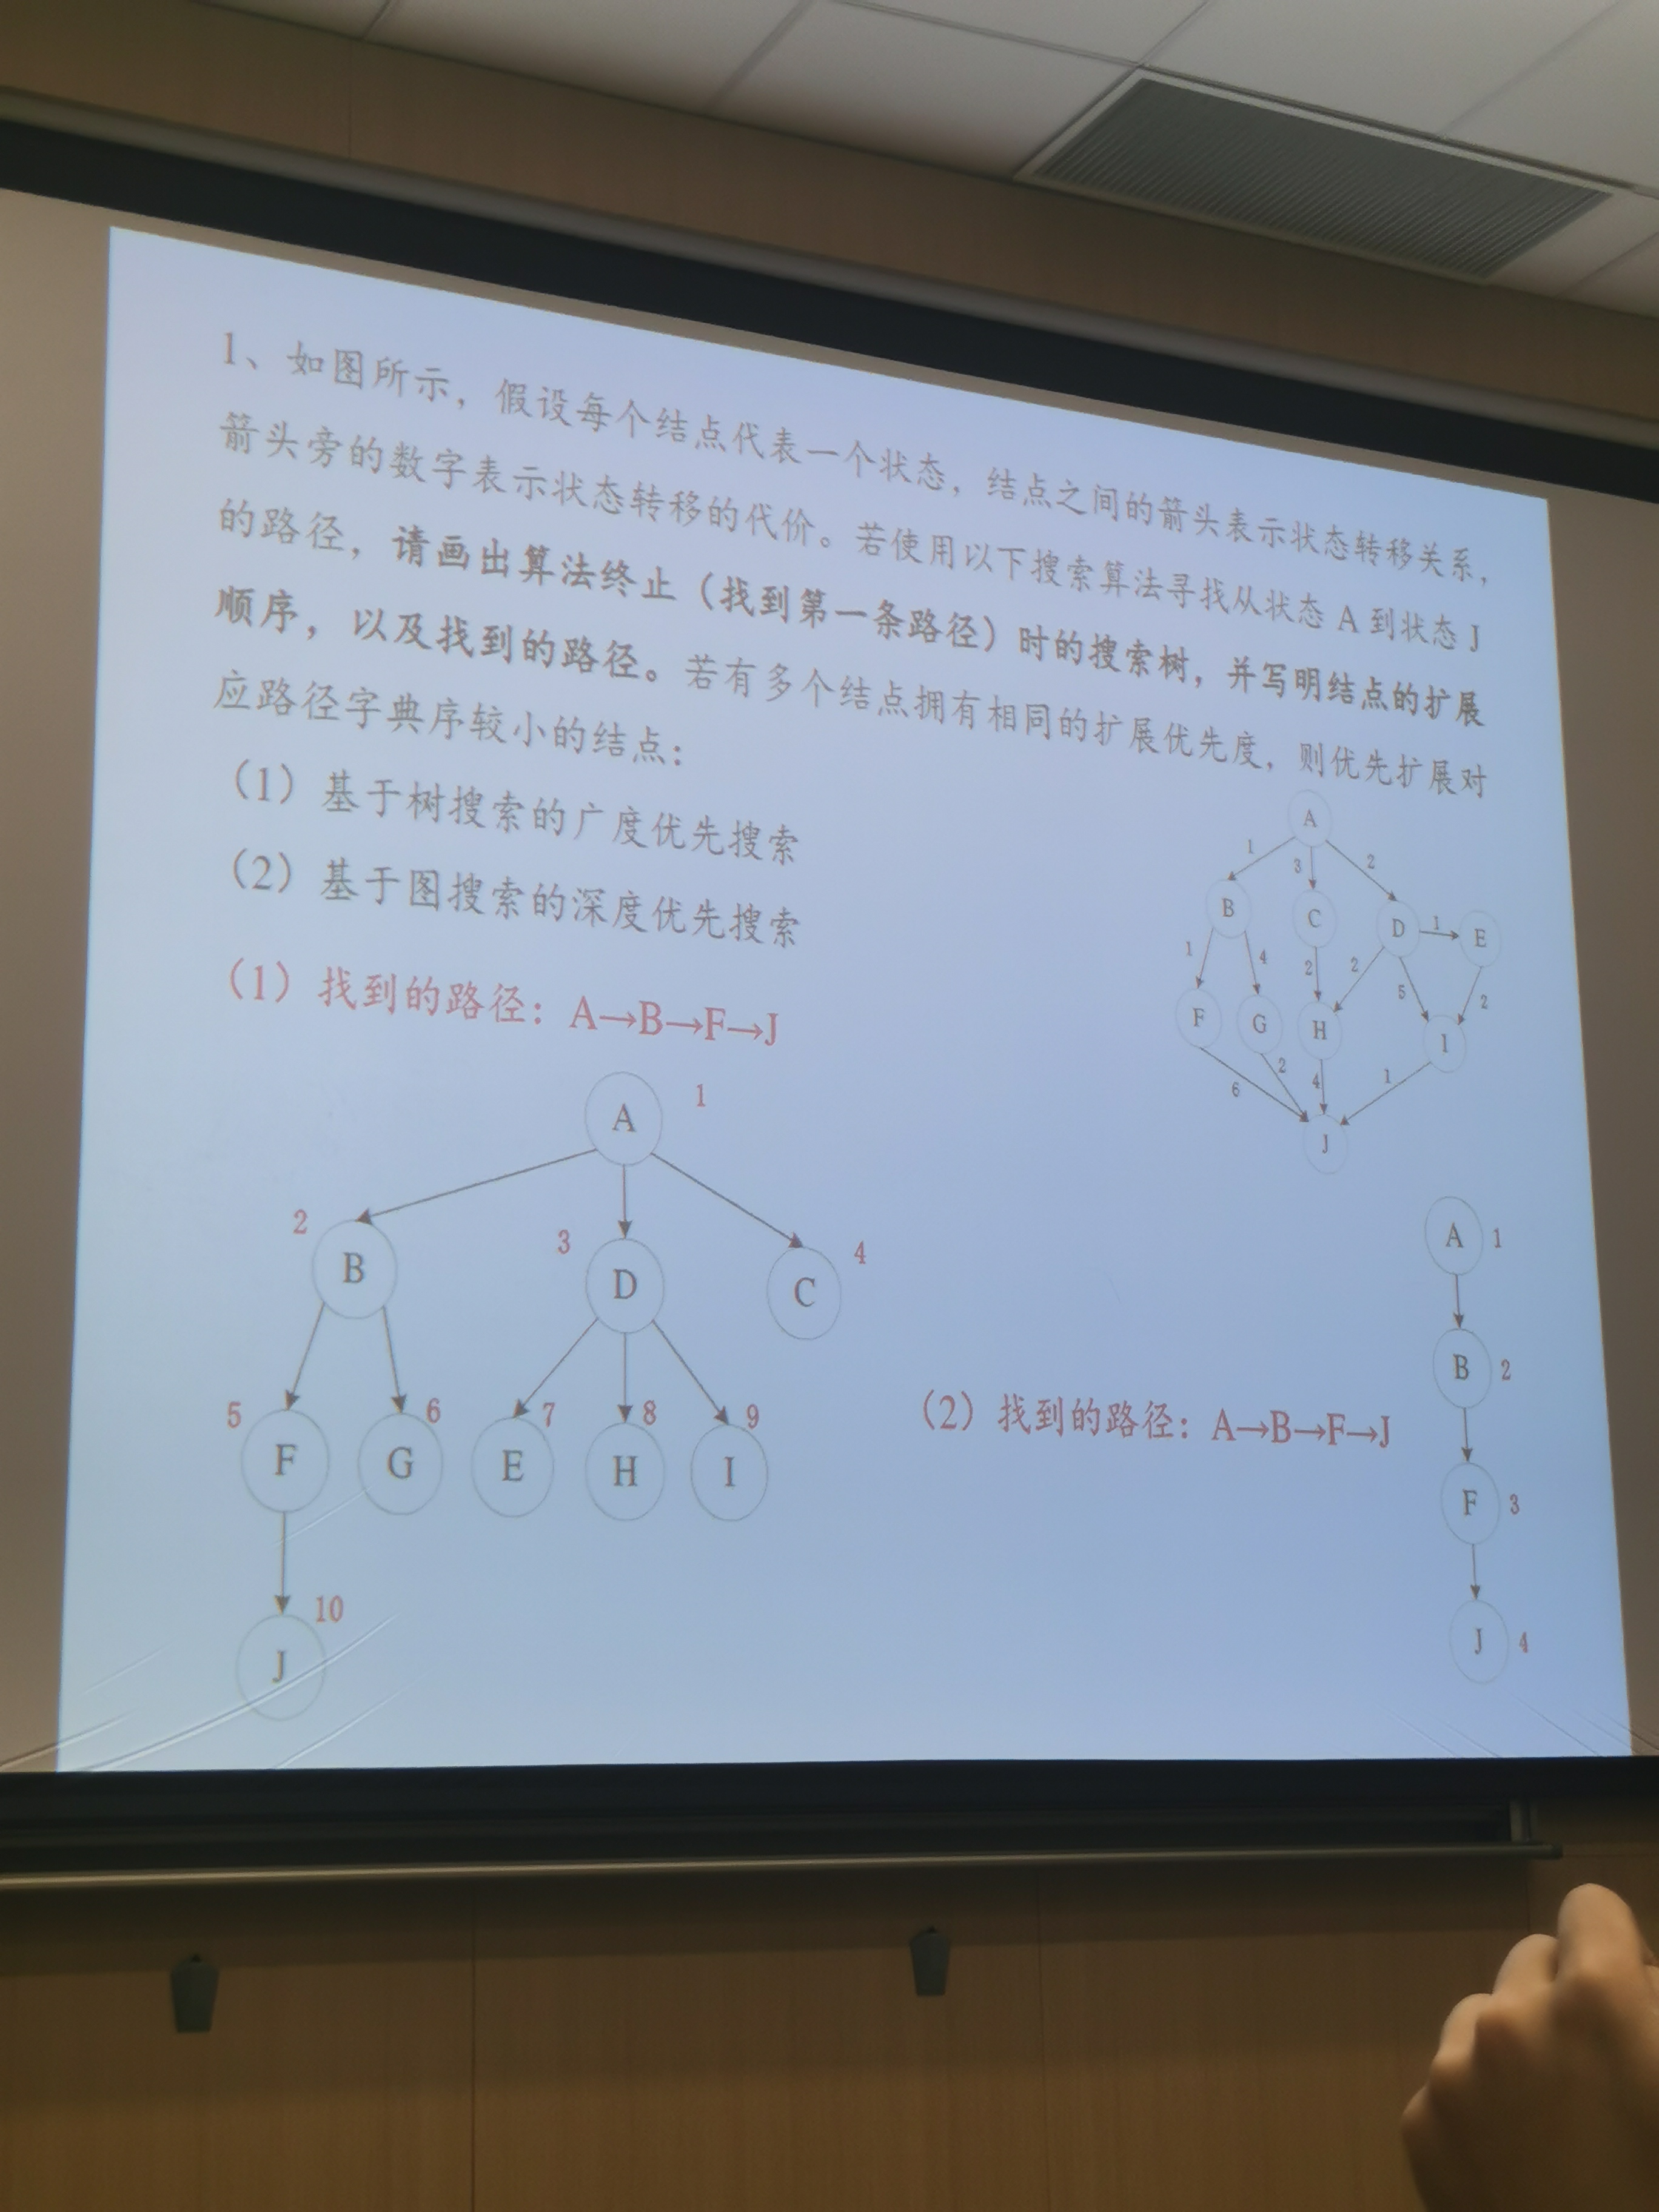 1、如图所示，假设每个结点代表一个状态，结点之间的箭头表示状态转移关系，
箭头旁的数字表示状态转移的代价。若使用以下搜索算法寻找从状态 A 到状态 J
的路径，请画出算法终止（找到第一条路径）时的搜索树，并写明结点的扩展
顺序，以及找到的路径。若有多个结点拥有相同的扩展优先度，则优先扩展对
应路径字典序较小的结点：
（1）基于树搜索的广度优先搜索
（2）基于图搜索的深度优先搜索
A
1 3 2
B C D 1 E
1 4 2 2 5 2
F G H I
6 2 4 1
J
（1）找到的路径：A→B→F→J
A 1
2 B 3 D C 4
5 F 6 G 7 E 8 H 9 I
J 10
（2）找到的路径：A→B→F→J
A 1
B 2
F 3
J 4